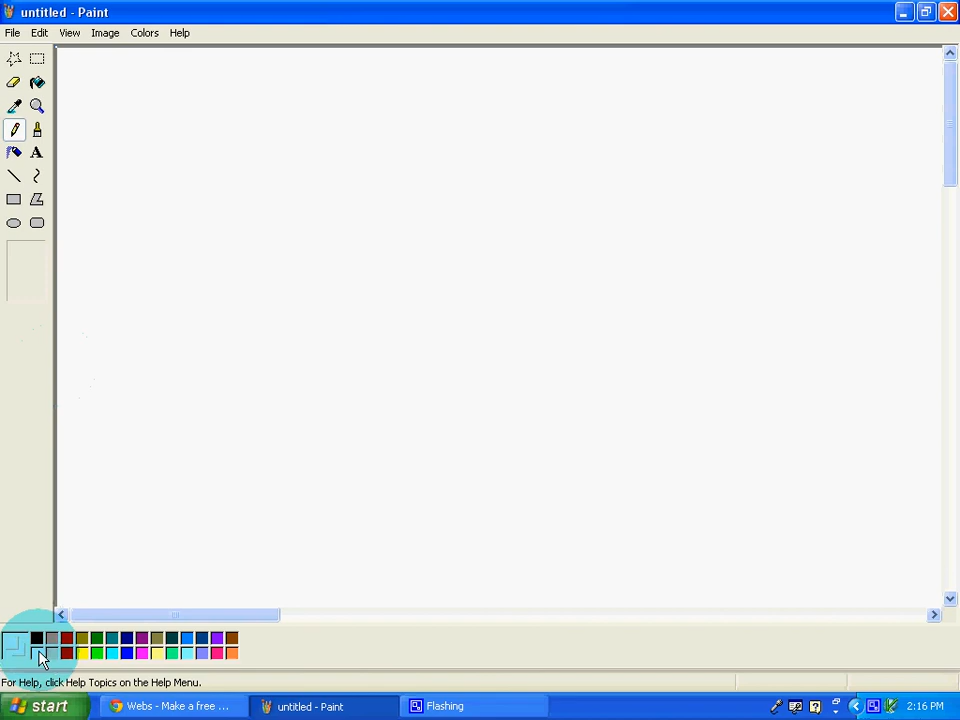 untitled - Paint
File Edit View Image Colors Help
A
For Help, click Help Topics on the Help Menu.
start Webs - Make a free ... untitled - Paint Flashing 2:16 PM